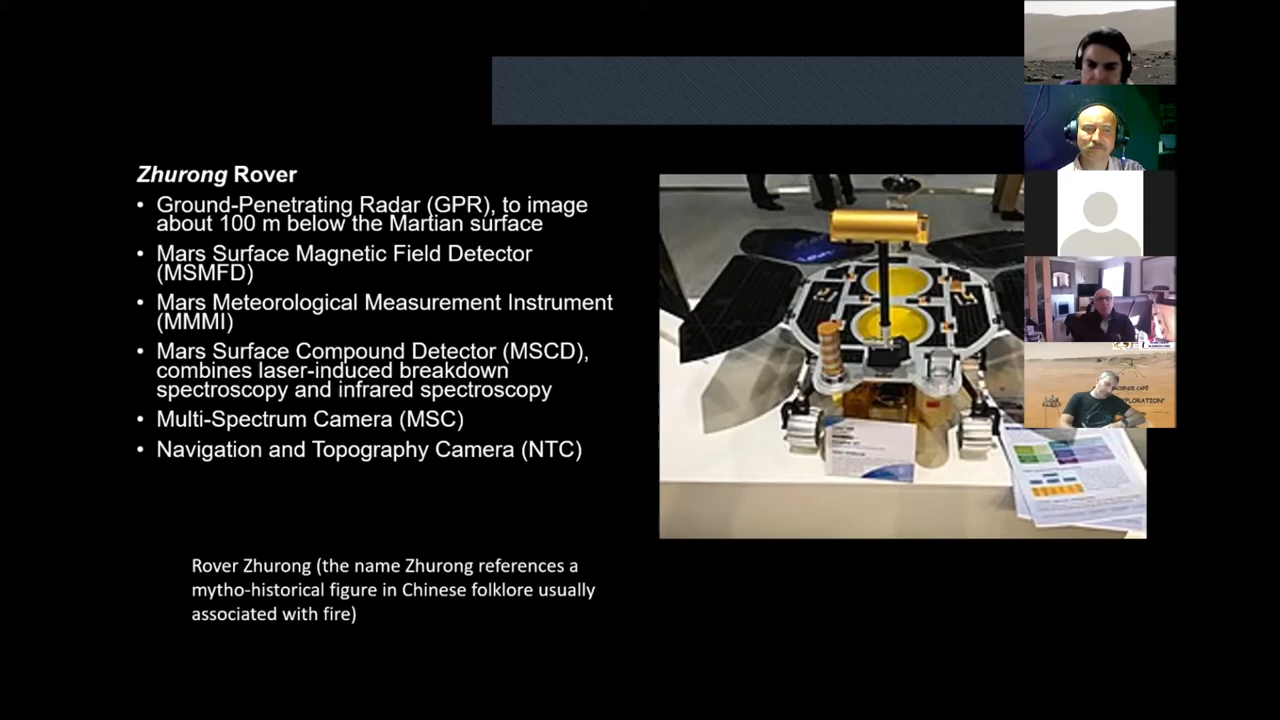 Zhurong Rover
• Ground-Penetrating Radar (GPR), to image
about 100 m below the Martian surface
• Mars Surface Magnetic Field Detector
(MSMFD)
• Mars Meteorological Measurement Instrument
(MMMI)
• Mars Surface Compound Detector (MSCD),
combines laser-induced breakdown
spectroscopy and infrared spectroscopy
• Multi-Spectrum Camera (MSC)
• Navigation and Topography Camera (NTC)
Rover Zhurong (the name Zhurong references a
mytho-historical figure in Chinese folklore usually
associated with fire)
SCIENCE CAFÉ